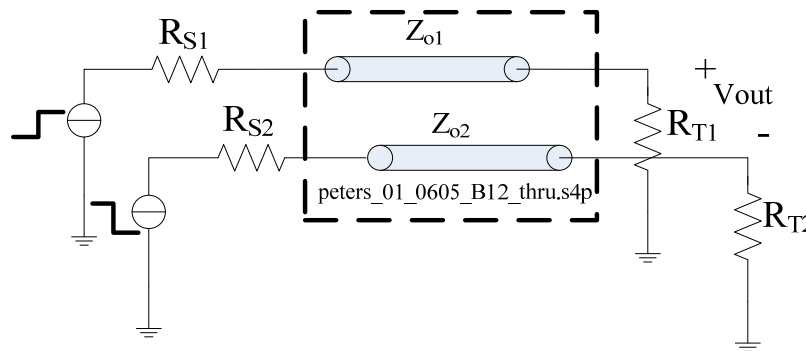 RS1
Zo1
+
Vout
-
RT1
RS2
Zo2
peters_01_0605_B12_thru.s4p
RT2